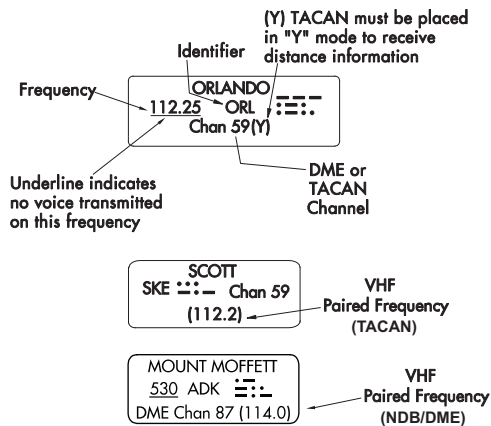 (Y) TACAN must be placed
in "Y" mode to receive
distance information
Identifier
Frequency
ORLANDO
112.25 ORL
Chan 59(Y)
Underline indicates
no voice transmitted
on this frequency
DME or
TACAN
Channel
SCOTT
SKE Chan 59
(112.2)
VHF
Paired Frequency
(TACAN)
MOUNT MOFFETT
530 ADK
DME Chan 87 (114.0)
VHF
Paired Frequency
(NDB/DME)